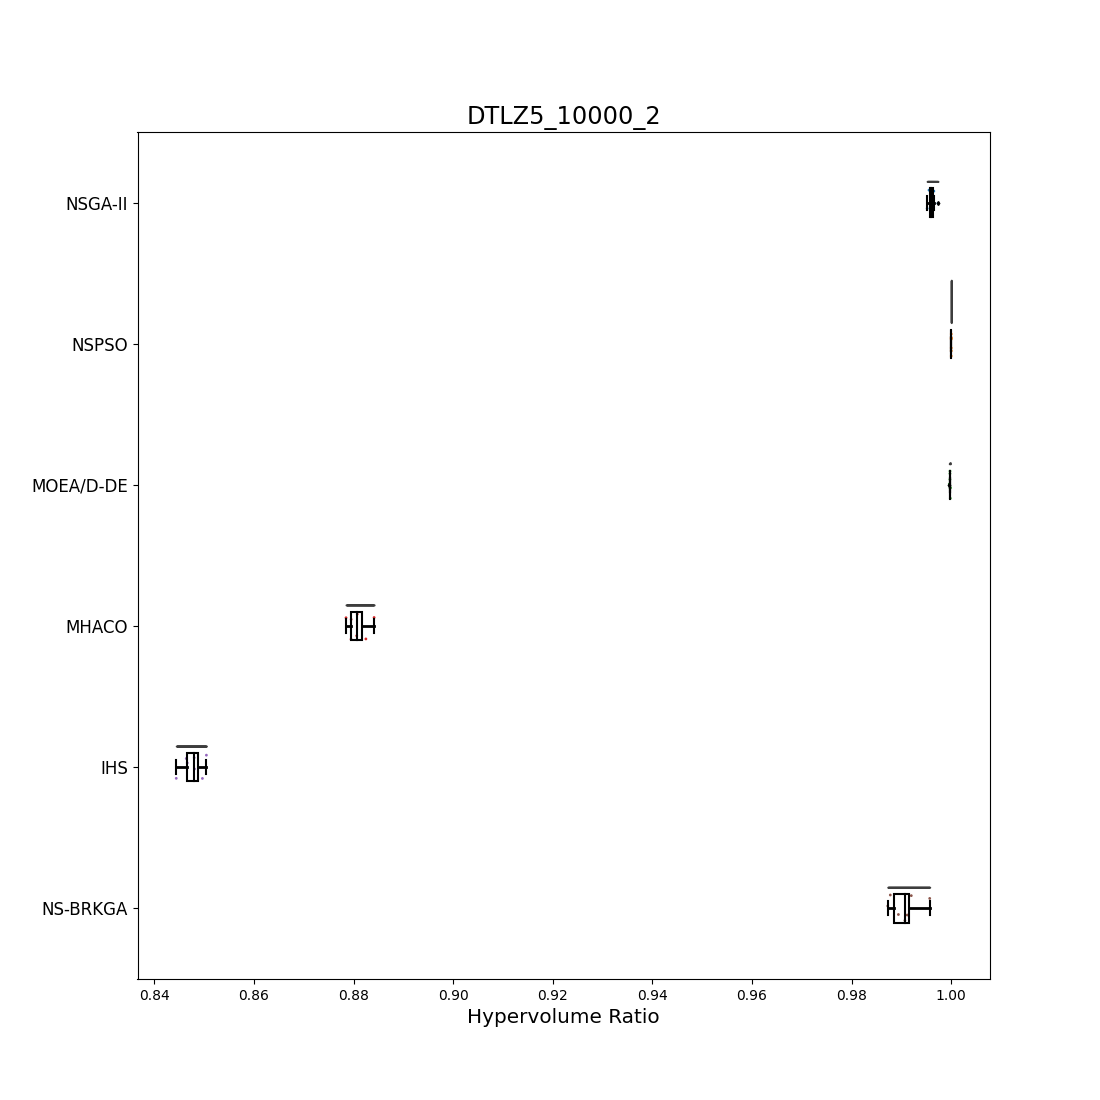 DTLZ5_10000_2
NSGA-II
NSPSO
MOEA/D-DE
MHACO
IHS
NS-BRKGA
0.84 0.86 0.88 0.90 0.92 0.94 0.96 0.98 1.00
Hypervolume Ratio